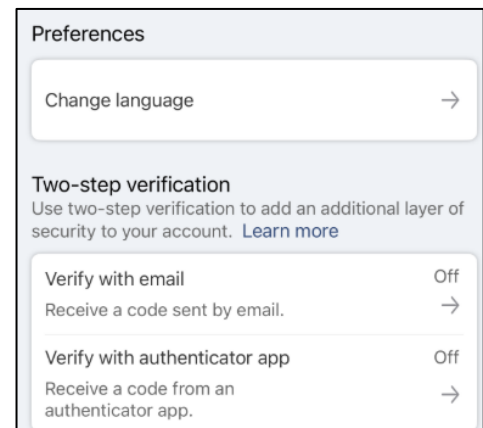 Preferences
Change language
Two-step verification
Use two-step verification to add an additional layer of
security to your account. Learn more
Verify with email Off
Receive a code sent by email.
Verify with authenticator app Off
Receive a code from an
authenticator app.